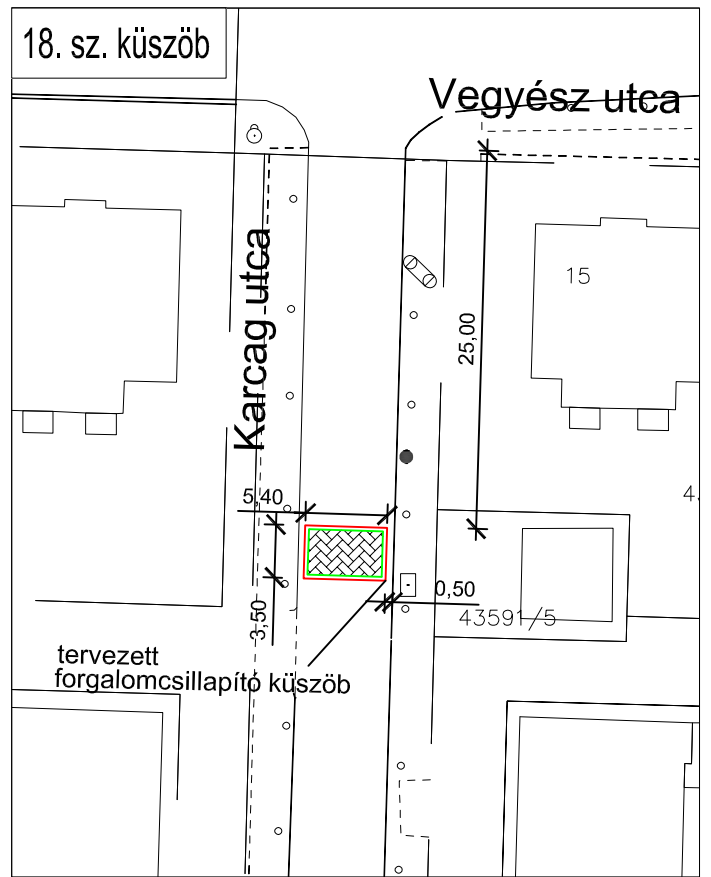 18. sz. küszöb
Vegyész utca
Karcag utca
15
25,00
4.
5,40
3,50
0,50
43591/5
tervezett
forgalomcsillapító küszöb